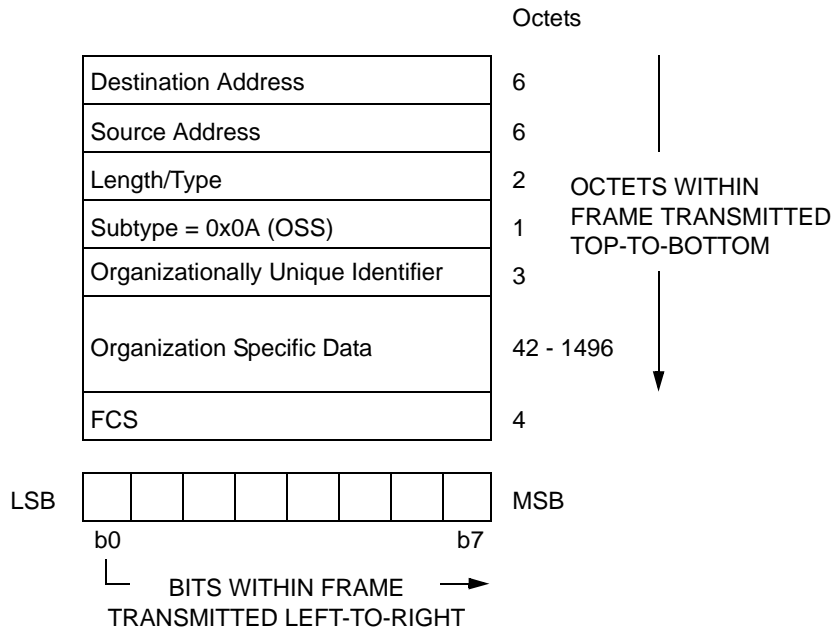 Octets
Destination Address 6
Source Address 6
Length/Type 2
Subtype = 0x0A (OSS) 1
Organizationally Unique Identifier 3
Organization Specific Data 42 - 1496
FCS 4
OCTETS WITHIN
FRAME TRANSMITTED
TOP-TO-BOTTOM
LSB MSB
b0 b7
BITS WITHIN FRAME
TRANSMITTED LEFT-TO-RIGHT